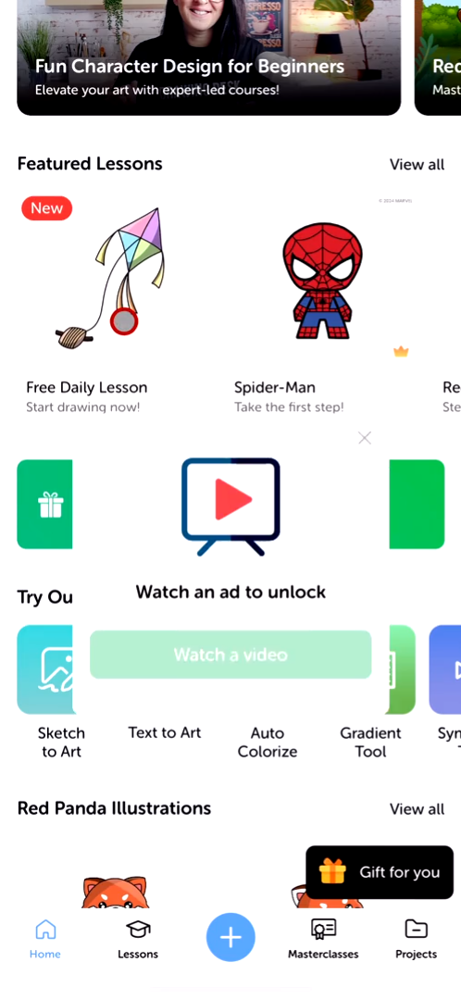 ESPRESSO
Fun Character Design for Beginners
Elevate your art with expert-led courses!
Rec
Mast
Featured Lessons
View all
New
© 2024 MARVEL
Free Daily Lesson
Start drawing now!
Spider-Man
Take the first step!
Re
Ste
Watch an ad to unlock
Try Ou
Watch a video
Sketch
to Art
Text to Art
Auto
Colorize
Gradient
Tool
Syn
T
Red Panda Illustrations
View all
Gift for you
Home
Lessons
Masterclasses
Projects